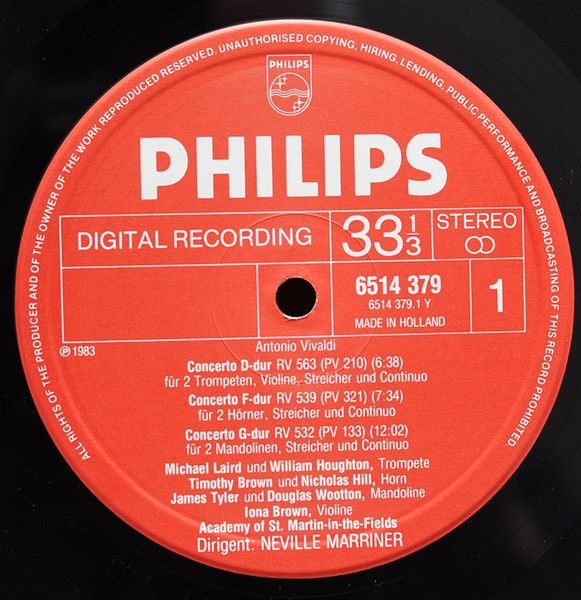 ALL RIGHTS OF THE PRODUCER AND OF THE OWNER OF THE WORK REPRODUCED RESERVED. UNAUTHORISED COPYING, HIRING, LENDING, PUBLIC PERFORMANCE AND BROADCASTING OF THIS RECORD PROHIBITED.
PHILIPS
PHILIPS
DIGITAL RECORDING
33 1/3
STEREO
6514 379
6514 379.1 Y
MADE IN HOLLAND
1
℗ 1983
Antonio Vivaldi
Concerto D-dur RV 563 (PV 210) (6:38)
für 2 Trompeten, Violine, Streicher und Continuo
Concerto F-dur RV 539 (PV 321) (7:34)
für 2 Hörner, Streicher und Continuo
Concerto G-dur RV 532 (PV 133) (12:02)
für 2 Mandolinen, Streicher und Continuo
Michael Laird und William Houghton, Trompete
Timothy Brown und Nicholas Hill, Horn
James Tyler und Douglas Wootton, Mandoline
Iona Brown, Violine
Academy of St. Martin-in-the-Fields
Dirigent: NEVILLE MARRINER